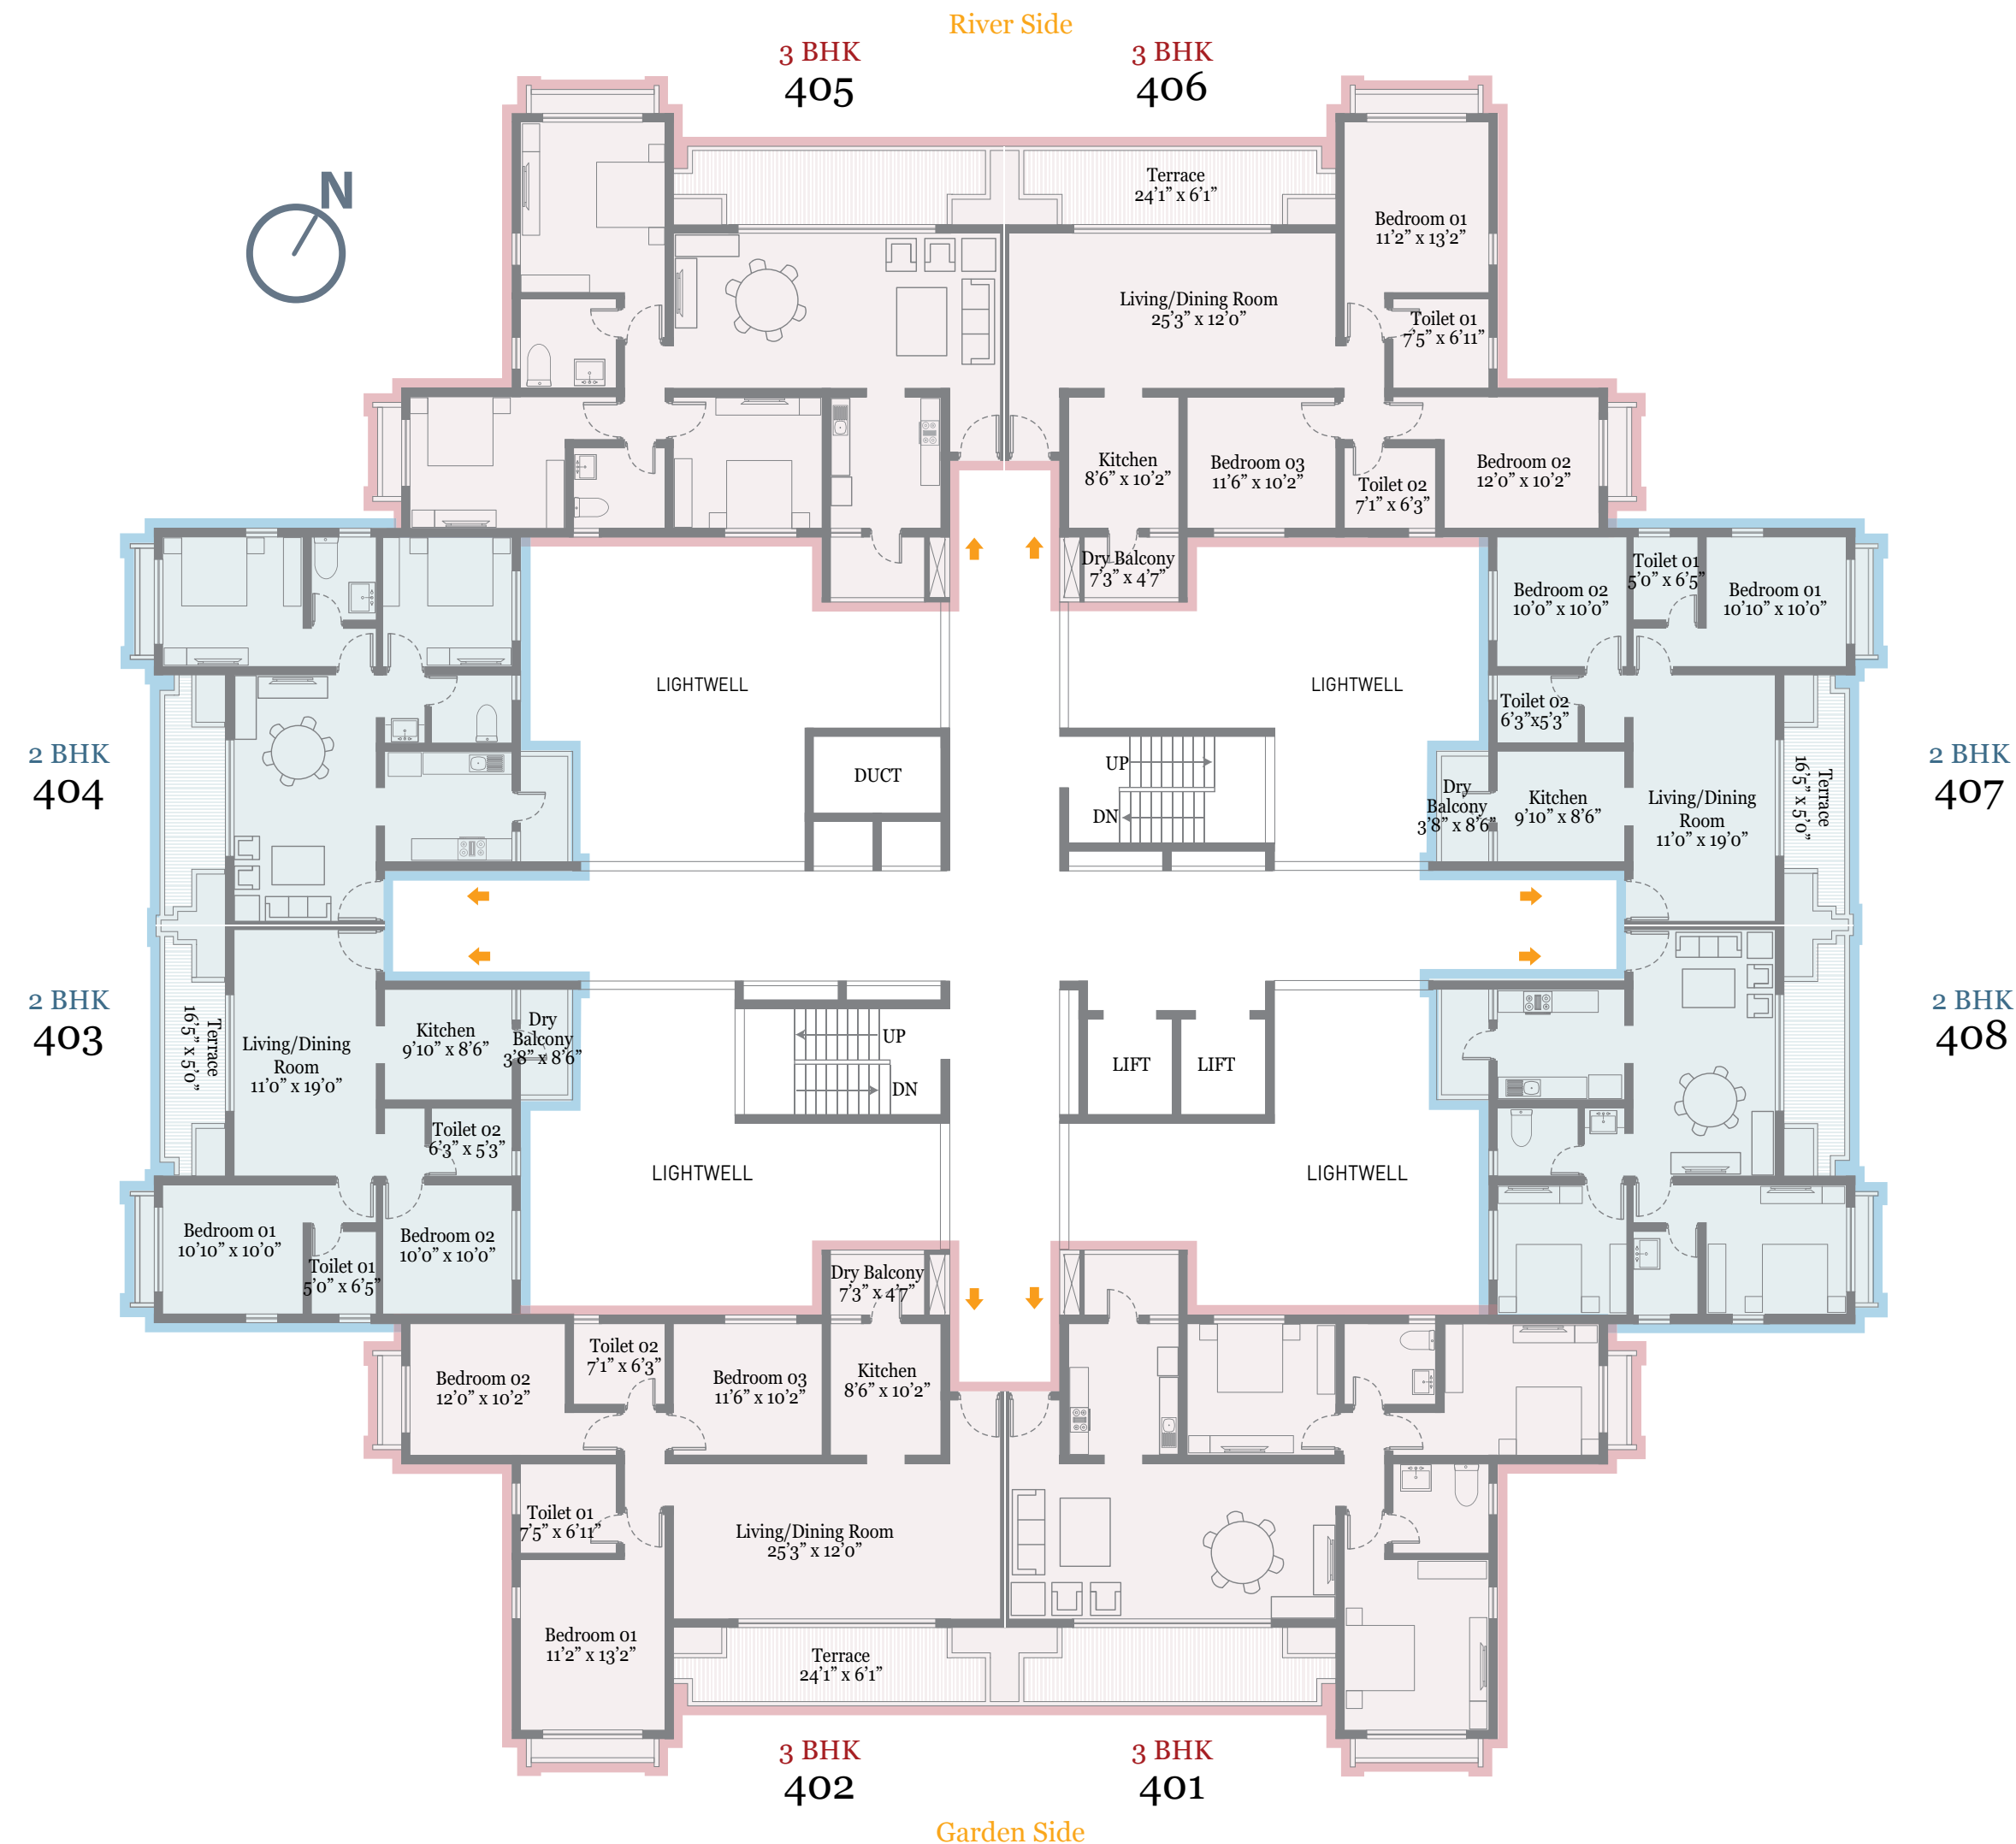 River Side
3 BHK
405
3 BHK
406
N
Terrace
24’1” x 6’1”
Bedroom 01
11’2” x 13’2”
Living/Dining Room
25’3” x 12’0”
Toilet 01
7’5” x 6’11”
Kitchen
8’6” x 10’2”
Bedroom 03
11’6” x 10’2”
Toilet 02
7’1” x 6’3”
Bedroom 02
12’0” x 10’2”
Dry Balcony
7’3” x 4’7”
Bedroom 02
10’0” x 10’0”
Toilet 01
5’0” x 6’5”
Bedroom 01
10’10” x 10’0”
LIGHTWELL
LIGHTWELL
Toilet 02
6’3”x5’3”
2 BHK
404
DUCT
UP
DN
Dry
Balcony
3’8” x 8’6”
Kitchen
9’10” x 8’6”
Living/Dining
Room
11’0” x 19’0”
Terrace
16’5” x 5’0”
2 BHK
407
2 BHK
403
Terrace
16’5” x 5’0”
Living/Dining
Room
11’0” x 19’0”
Kitchen
9’10” x 8’6”
Dry
Balcony
3’8” x 8’6”
UP
DN
LIFT
LIFT
2 BHK
408
Toilet 02
6’3” x 5’3”
LIGHTWELL
LIGHTWELL
Bedroom 01
10’10” x 10’0”
Toilet 01
5’0” x 6’5”
Bedroom 02
10’0” x 10’0”
Dry Balcony
7’3” x 4’7”
Bedroom 02
12’0” x 10’2”
Toilet 02
7’1” x 6’3”
Bedroom 03
11’6” x 10’2”
Kitchen
8’6” x 10’2”
Toilet 01
7’5” x 6’11”
Living/Dining Room
25’3” x 12’0”
Bedroom 01
11’2” x 13’2”
Terrace
24’1” x 6’1”
3 BHK
402
3 BHK
401
Garden Side